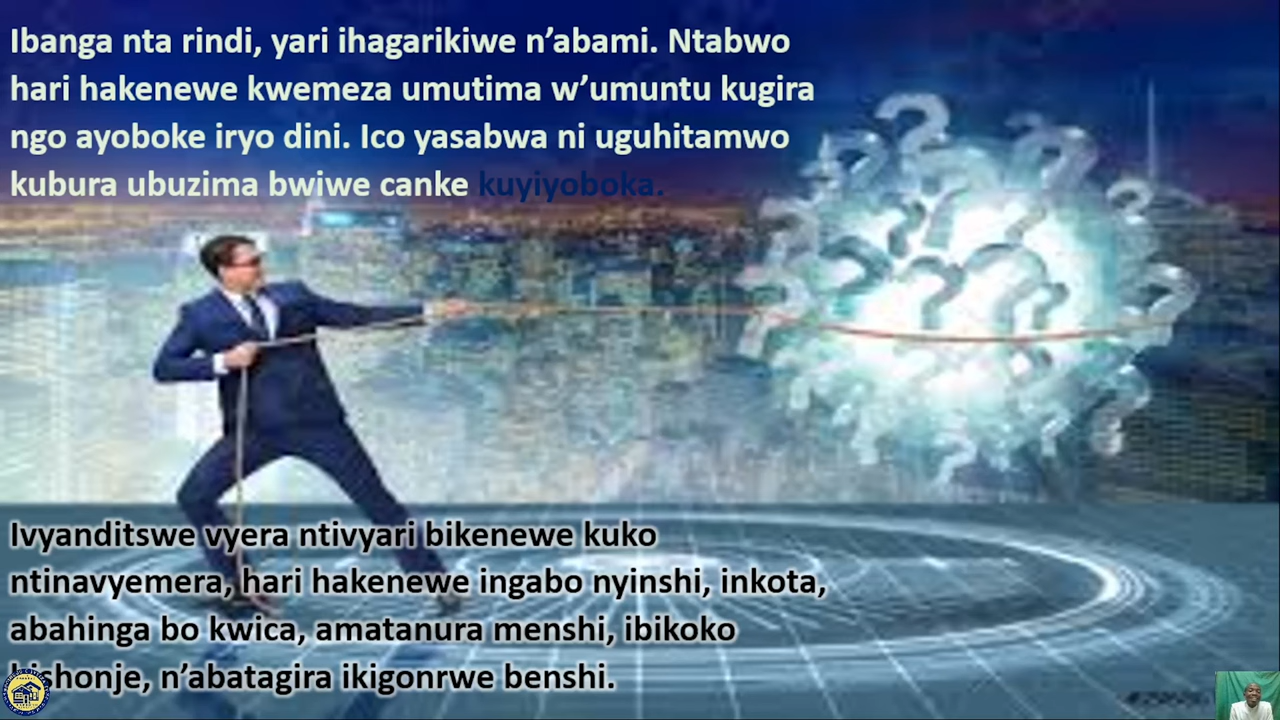 Ibanga nta rindi, yari ihagarikiwe n’abami. Ntabwo
hari hakenewe kwemeza umutima w’umuntu kugira
ngo ayoboke iryo dini. Ico yasabwa ni uguhitamwo
kubura ubuzima bwiwe canke kuyiyoboka.
Ivyanditswe vyera ntivyari bikenewe kuko
ntinavyemera, hari hakenewe ingabo nyinshi, inkota,
abahinga bo kwica, amatanura menshi, ibikoko
n’abatagira ikigonrwe benshi.